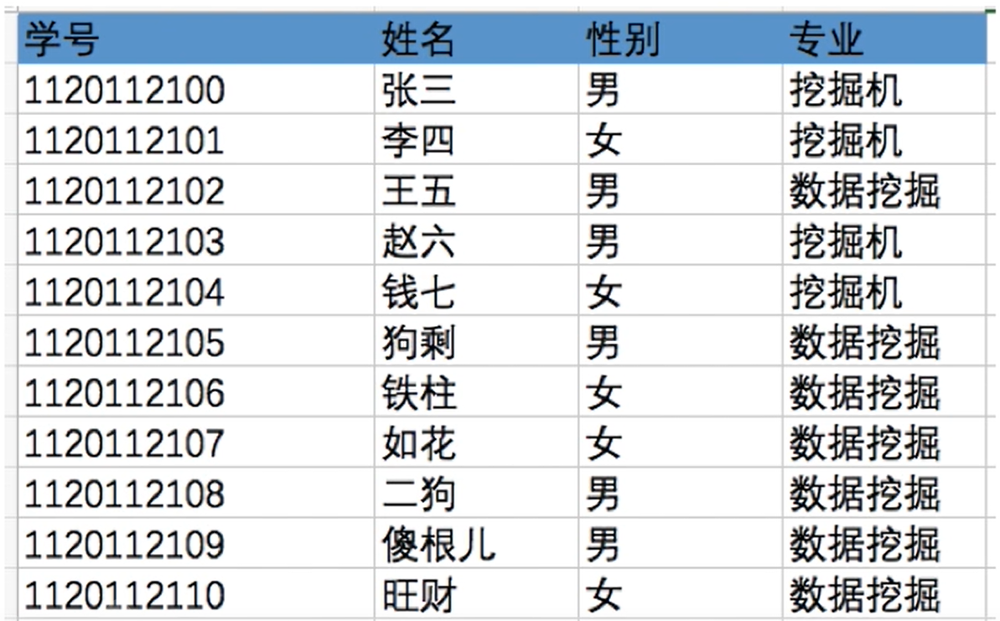 学号 姓名 性别 专业
1120112100 张三 男 挖掘机
1120112101 李四 女 挖掘机
1120112102 王五 男 数据挖掘
1120112103 赵六 男 挖掘机
1120112104 钱七 女 挖掘机
1120112105 狗剩 男 数据挖掘
1120112106 铁柱 女 数据挖掘
1120112107 如花 女 数据挖掘
1120112108 二狗 男 数据挖掘
1120112109 傻根儿 男 数据挖掘
1120112110 旺财 女 数据挖掘